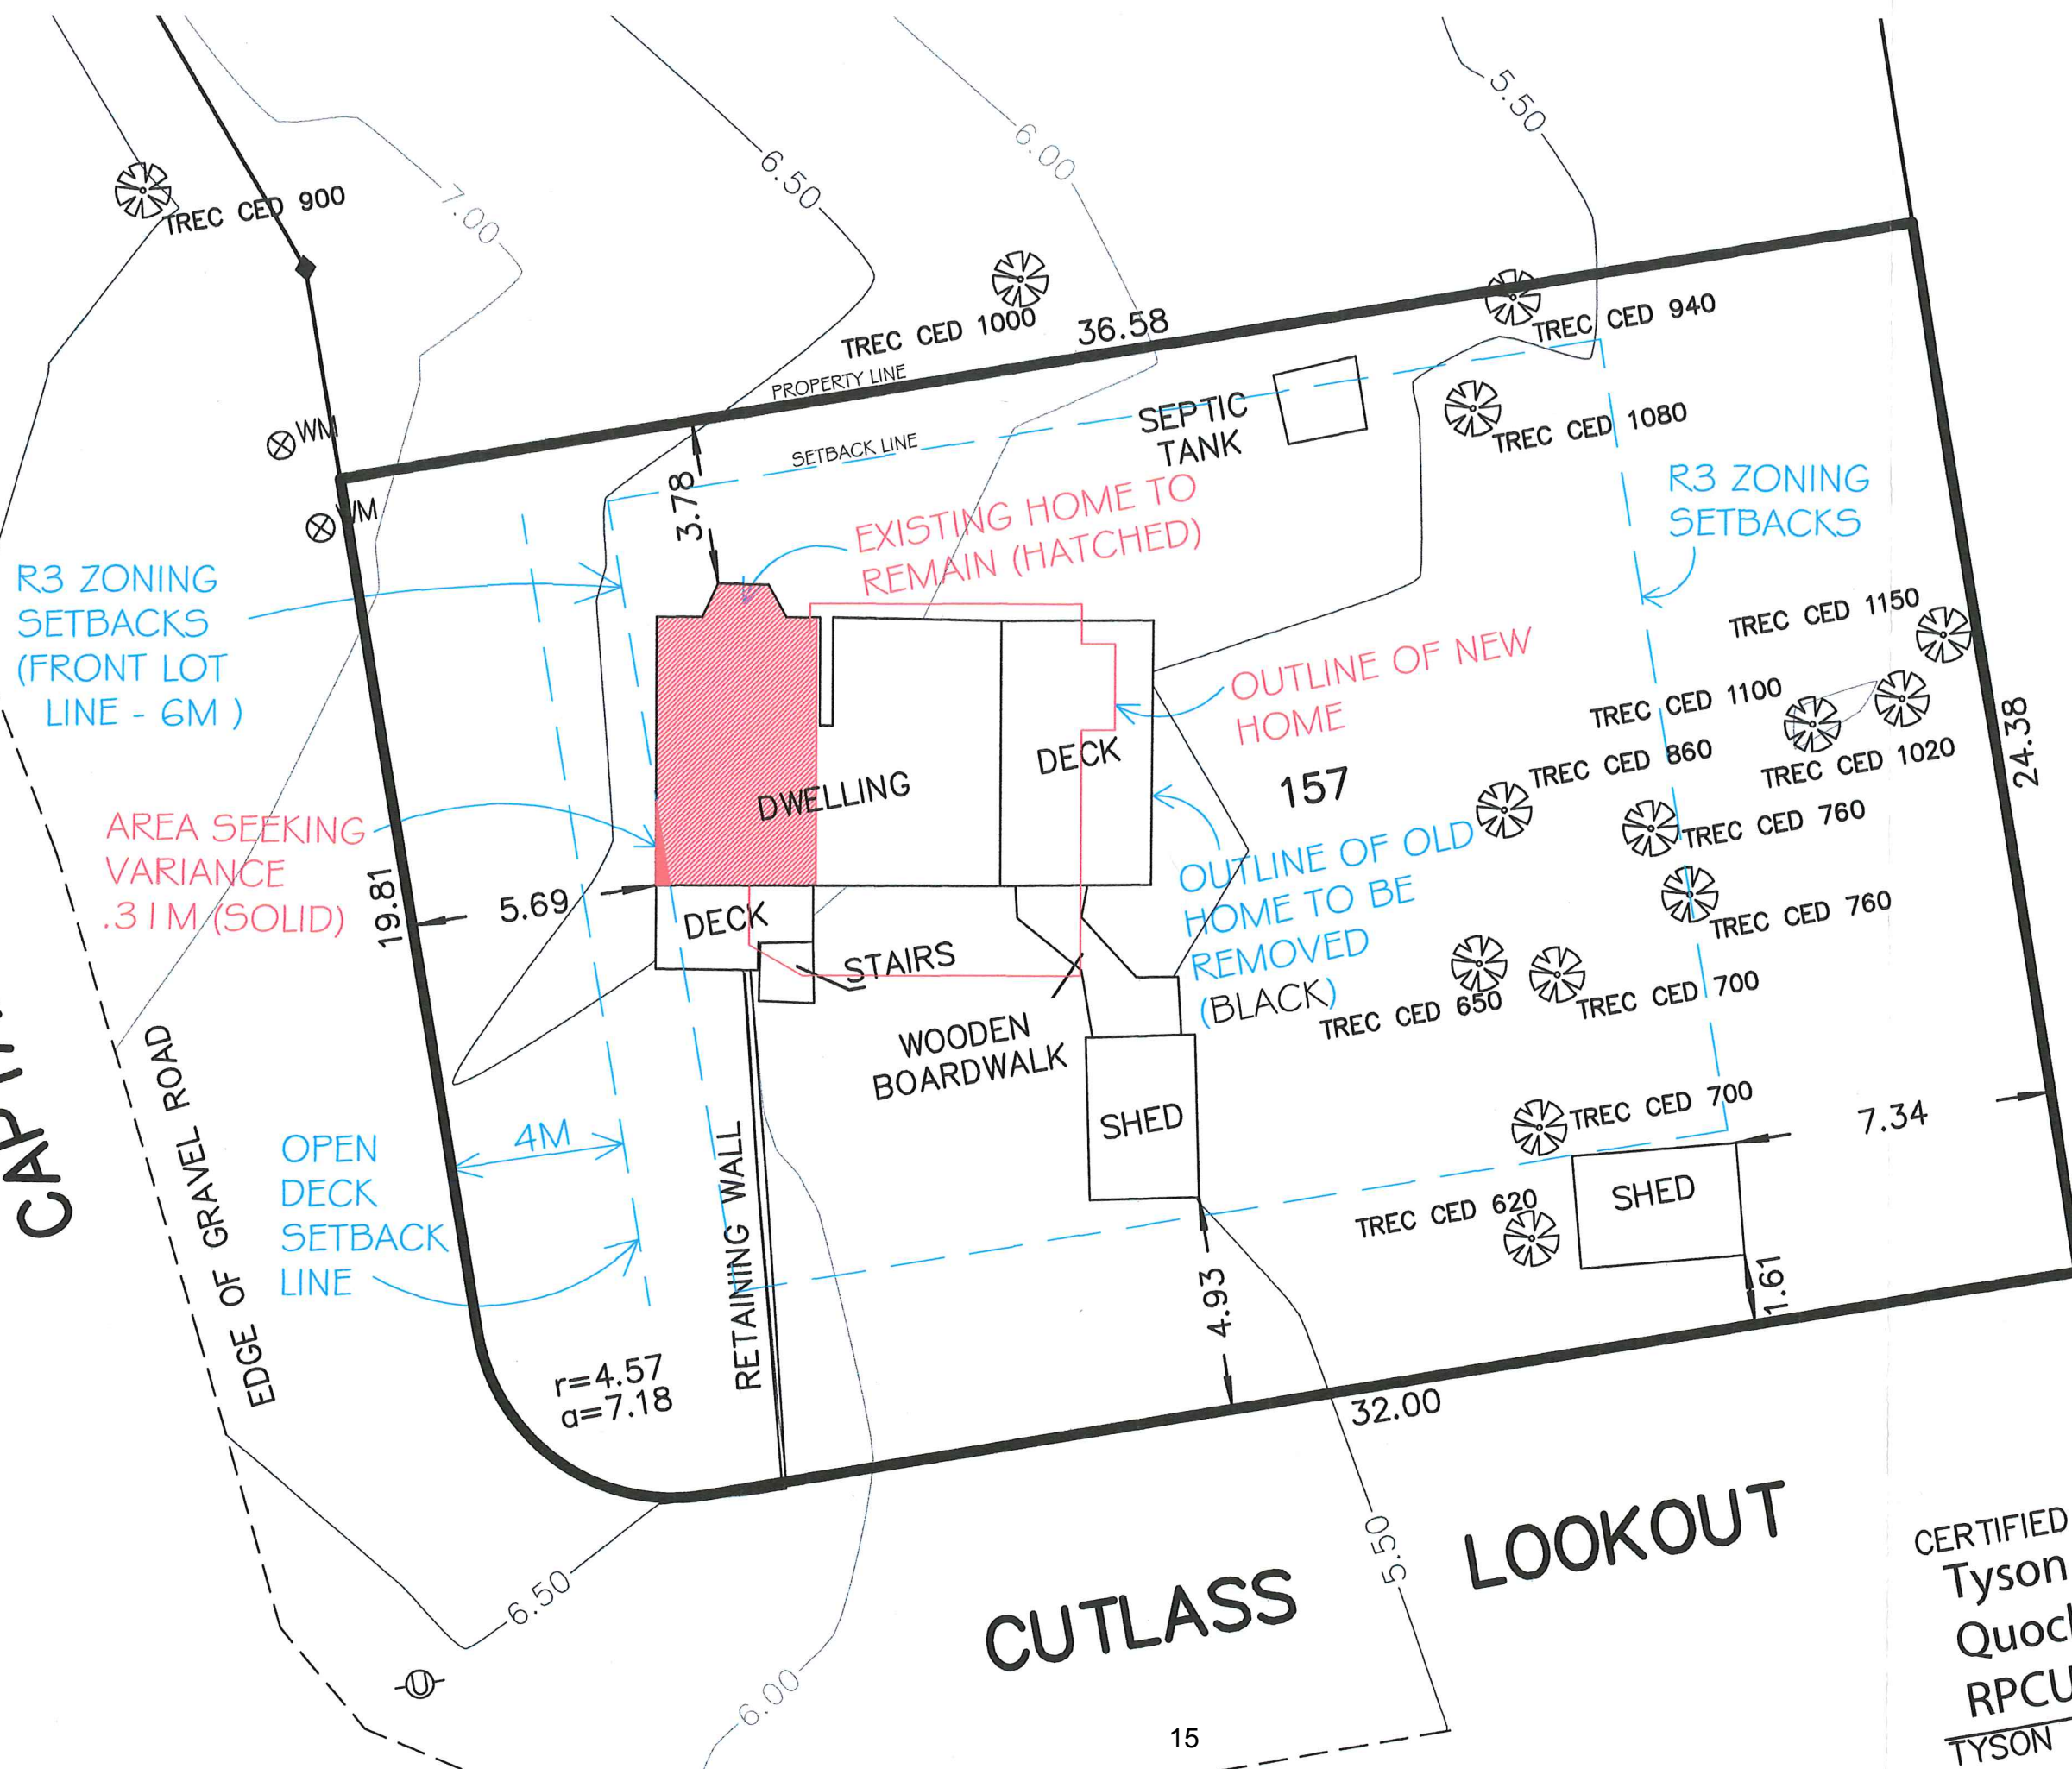 5.50
6.00
6.50
7.00
TREC CED 900
TREC CED 1000
36.58
TREC CED 940
PROPERTY LINE
SETBACK LINE
SEPTIC
TANK
TREC CED 1080
WM
WM
3.78
EXISTING HOME TO
REMAIN (HATCHED)
R3 ZONING
SETBACKS
R3 ZONING
SETBACKS
(FRONT LOT
LINE - 6M )
TREC CED 1150
OUTLINE OF NEW
HOME
TREC CED 1100
DECK
157
TREC CED 860
TREC CED 1020
24.38
DWELLING
AREA SEEKING
VARIANCE
.31M (SOLID)
TREC CED 760
OUTLINE OF OLD
HOME TO BE
REMOVED
(BLACK)
19.81
5.69
DECK
TREC CED 760
STAIRS
TREC CED 650
TREC CED 700
WOODEN
BOARDWALK
EDGE OF GRAVEL ROAD
SHED
TREC CED 700
7.34
OPEN
DECK
SETBACK
LINE
4M
RETAINING WALL
TREC CED 620
SHED
4.93
1.61
r=4.57
a=7.18
32.00
CUTLASS LOOKOUT
5.50
6.50
6.00
U
15
CERTIFIED
Tyson
RPCU
TYSON